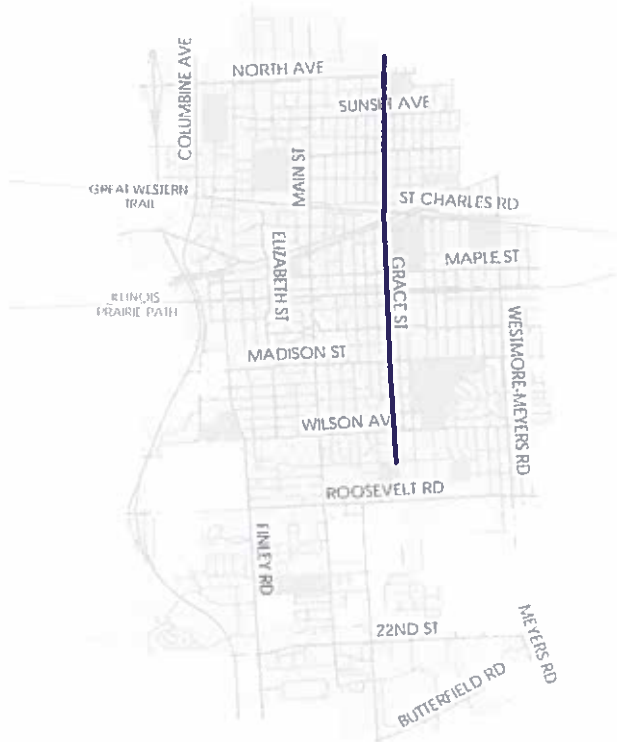 COLUMBINE AVE
NORTH AVE
SUNSET AVE
MAIN ST
GREAT WESTERN
TRAIL
ST CHARLES RD
ELIZABETH ST
MAPLE ST
GRACE ST
ILLINOIS
PRAIRIE PATH
WESTMORE-MEYERS RD
MADISON ST
WILSON AV
ROOSEVELT RD
FINLEY RD
22ND ST
MEYERS RD
BUTTERFIELD RD